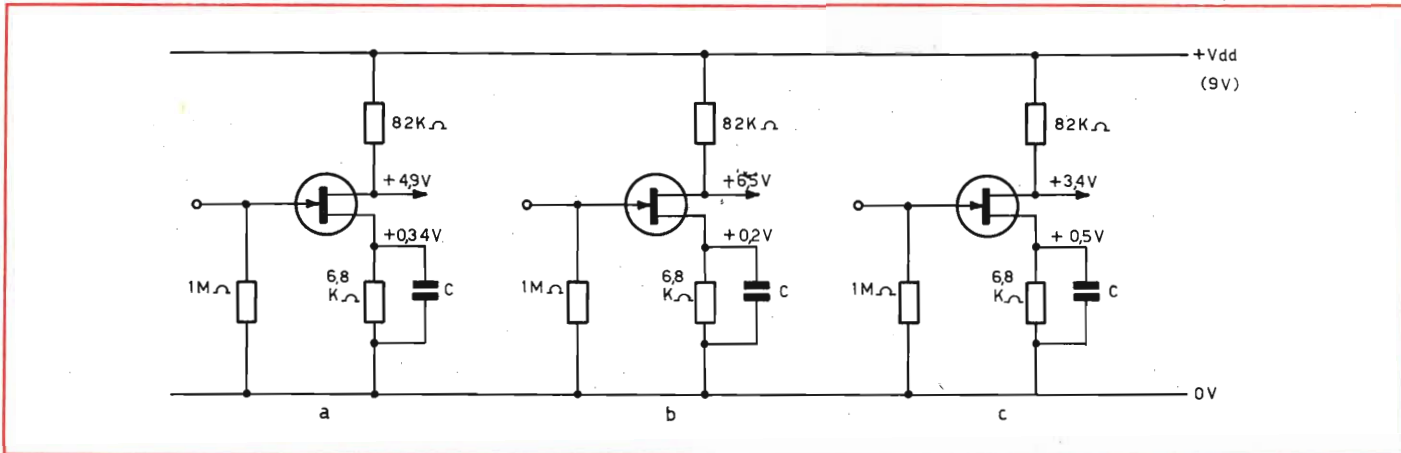 +Vdd
(9V)
82KΩ
82KΩ
82KΩ
+4,9V
+6,5V
+3,4V
+0,34V
+0,2V
+0,5V
1MΩ
6,8
KΩ
C
1MΩ
6,8
KΩ
C
1MΩ
6,8
KΩ
C
0V
a
b
c